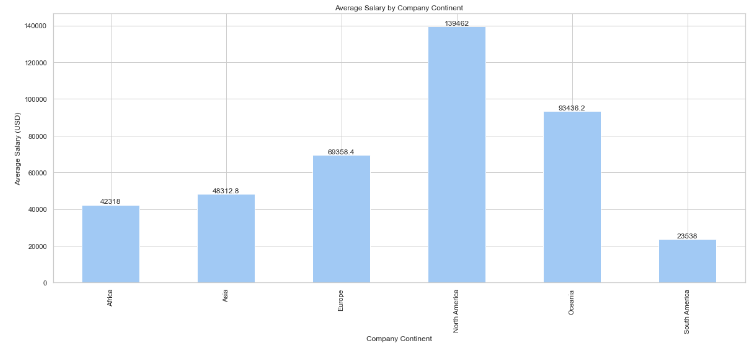 Average Salary by Company Continent
Average Salary (USD)
140000
120000
100000
80000
60000
40000
20000
0
42318
48312.8
69358.4
139462
93436.2
23538
Africa
Asia
Europe
North America
Oceania
South America
Company Continent